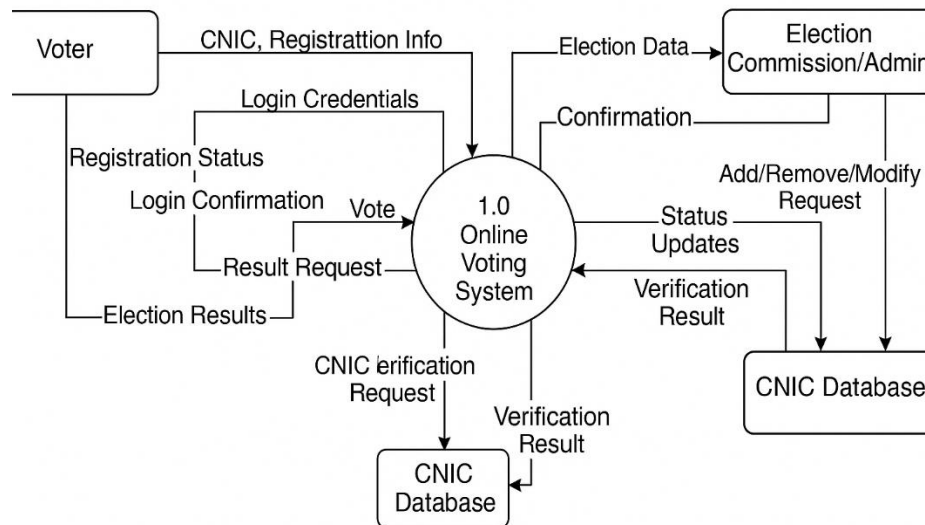 Voter
CNIC, Registrattion Info
Election Data
Election
Commission/Admin
Login Credentials
Confirmation
Registration Status
Login Confirmation
Add/Remove/Modify
Request
Vote
1.0
Online
Voting
System
Status
Updates
Result Request
Verification
Result
Election Results
CNIC erification
Request
Verification
Result
CNIC Database
CNIC
Database